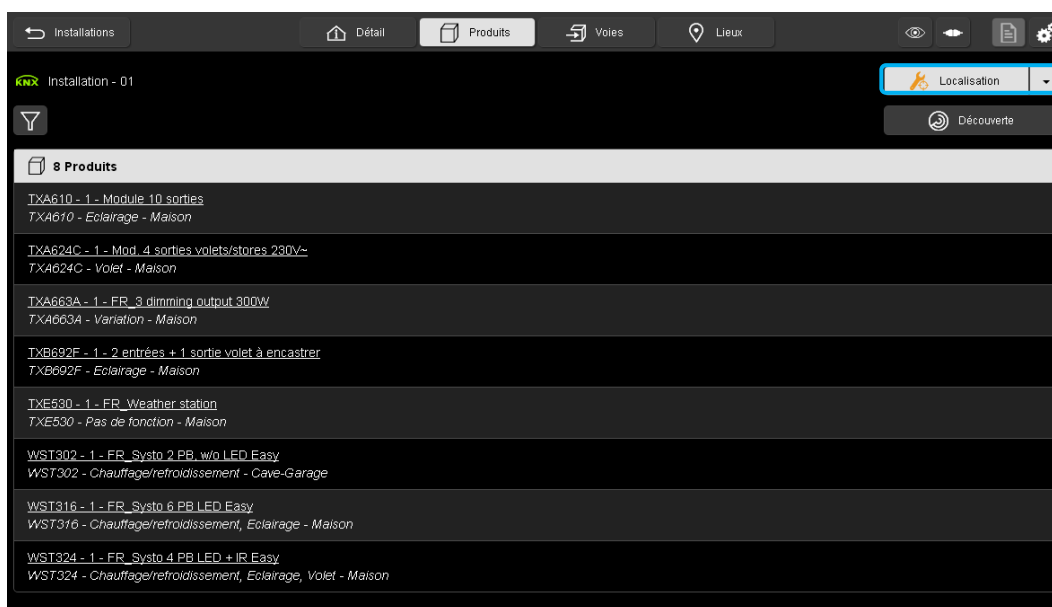 Installations
Détail
Produits
Voies
Lieux
KNX Installation - 01
Localisation
Découverte
8 Produits
TXA610 - 1 - Module 10 sorties
TXA610 - Eclairage - Maison
TXA624C - 1 - Mod. 4 sorties volets/stores 230V~
TXA624C - Volet - Maison
TXA663A - 1 - FR_3 dimming output 300W
TXA663A - Variation - Maison
TXB692F - 1 - 2 entrées + 1 sortie volet à encastrer
TXB692F - Eclairage - Maison
TXE530 - 1 - FR_Weather station
TXE530 - Pas de fonction - Maison
WST302 - 1 - FR_Systo 2 PB, w/o LED Easy
WST302 - Chauffage/refroidissement - Cave-Garage
WST316 - 1 - FR_Systo 6 PB LED Easy
WST316 - Chauffage/refroidissement, Eclairage - Maison
WST324 - 1 - FR_Systo 4 PB LED + IR Easy
WST324 - Chauffage/refroidissement, Eclairage, Volet - Maison